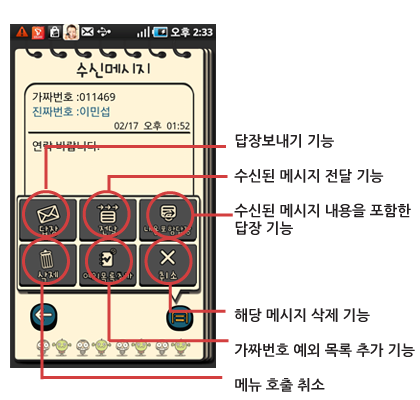 오후 2:33
수신메시지
가짜번호 :011469
진짜번호 :이민섭
02/17 오후 01:52
연락 바랍니다.
답장보내기 기능
수신된 메시지 전달 기능
수신된 메시지 내용을 포함한
답장 기능
답장
전달
내용포함답장
삭제
예외목록추가
취소
해당 메시지 삭제 기능
가짜번호 예외 목록 추가 기능
메뉴 호출 취소